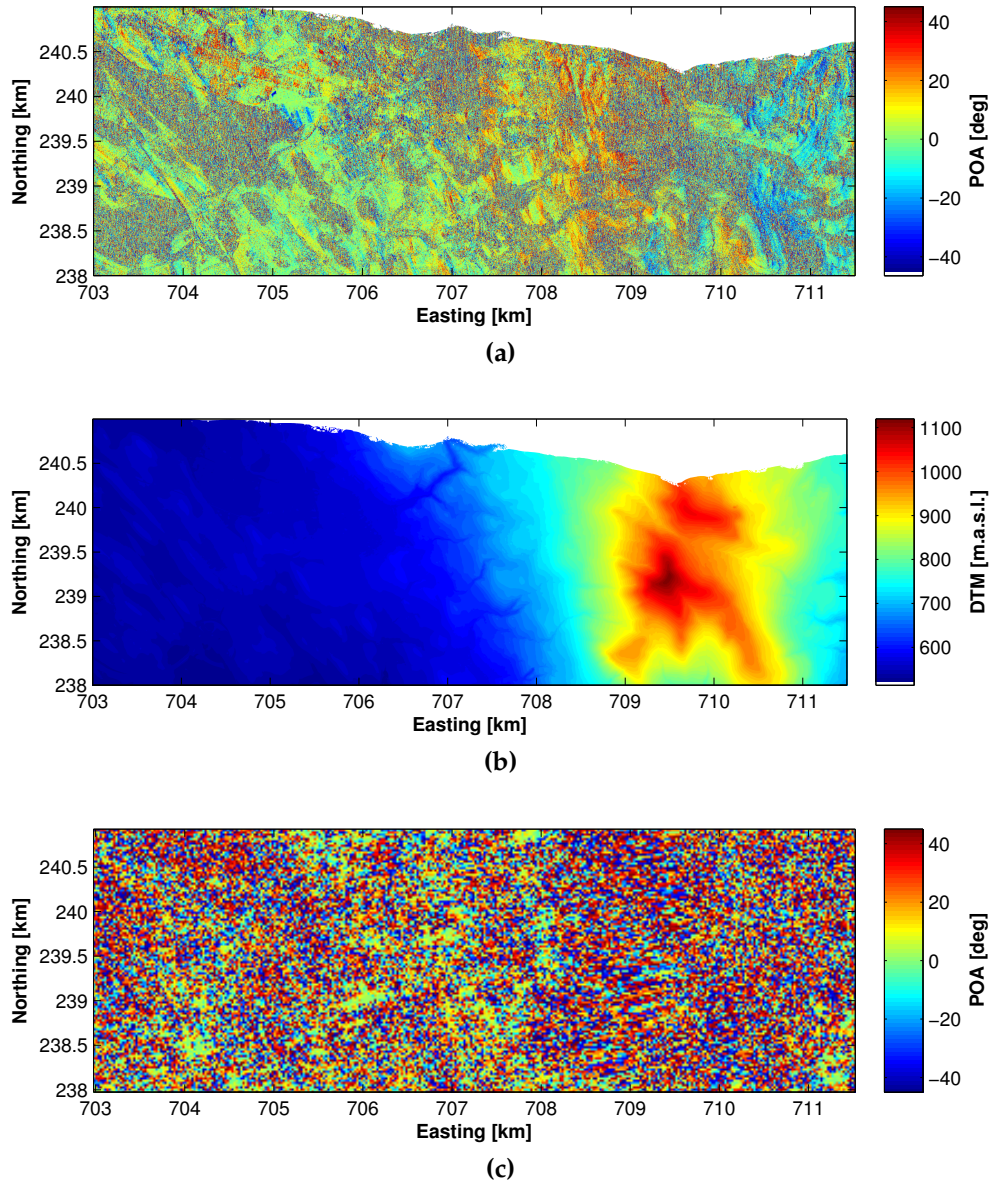 40
20
0
−20
−40
POA [deg]
240.5
240
239.5
239
238.5
238
Northing [km]
703 704 705 706 707 708 709 710 711
Easting [km]
(a)
1100
1000
900
800
700
600
DTM [m.a.s.l.]
240.5
240
239.5
239
238.5
238
Northing [km]
703 704 705 706 707 708 709 710 711
Easting [km]
(b)
40
20
0
−20
−40
POA [deg]
240.5
240
239.5
239
238.5
238
Northing [km]
703 704 705 706 707 708 709 710 711
Easting [km]
(c)